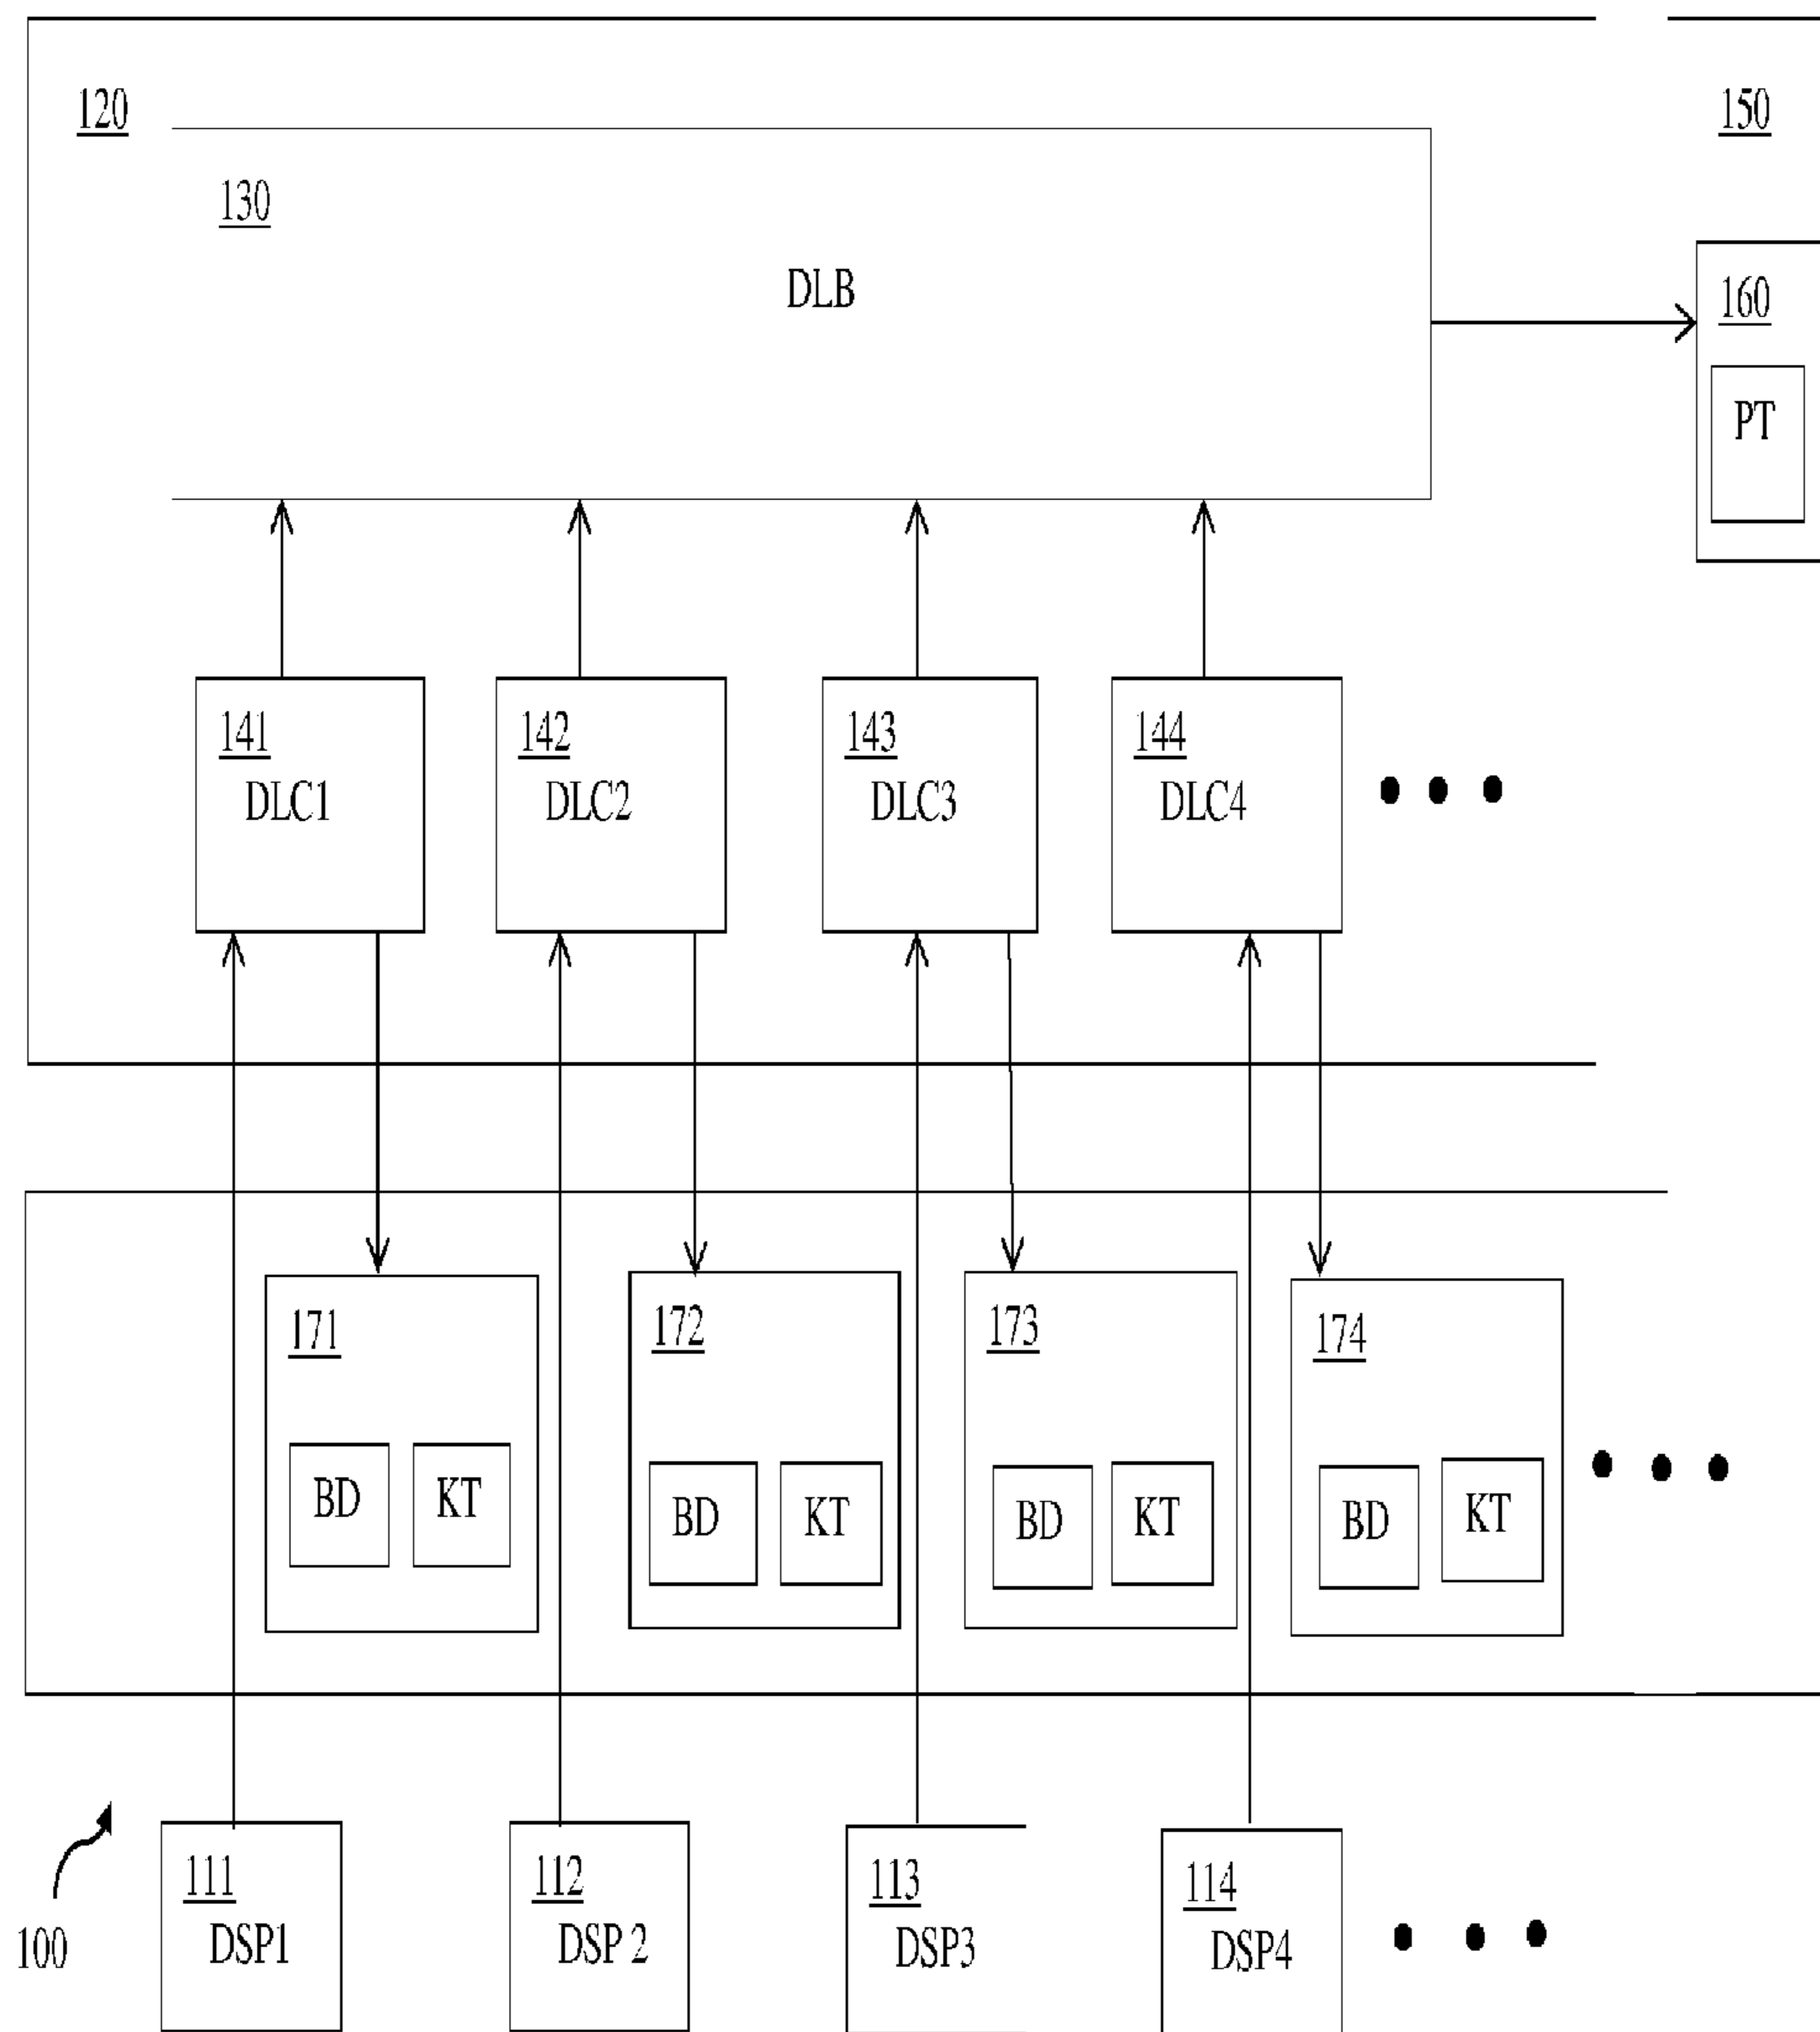 120
150
130
DLB
160
PT
141
DLC1
142
DLC2
143
DLC3
144
DLC4
171
BD
KT
172
BD
KT
173
BD
KT
174
BD
KT
100
111
DSP1
112
DSP 2
113
DSP3
114
DSP4